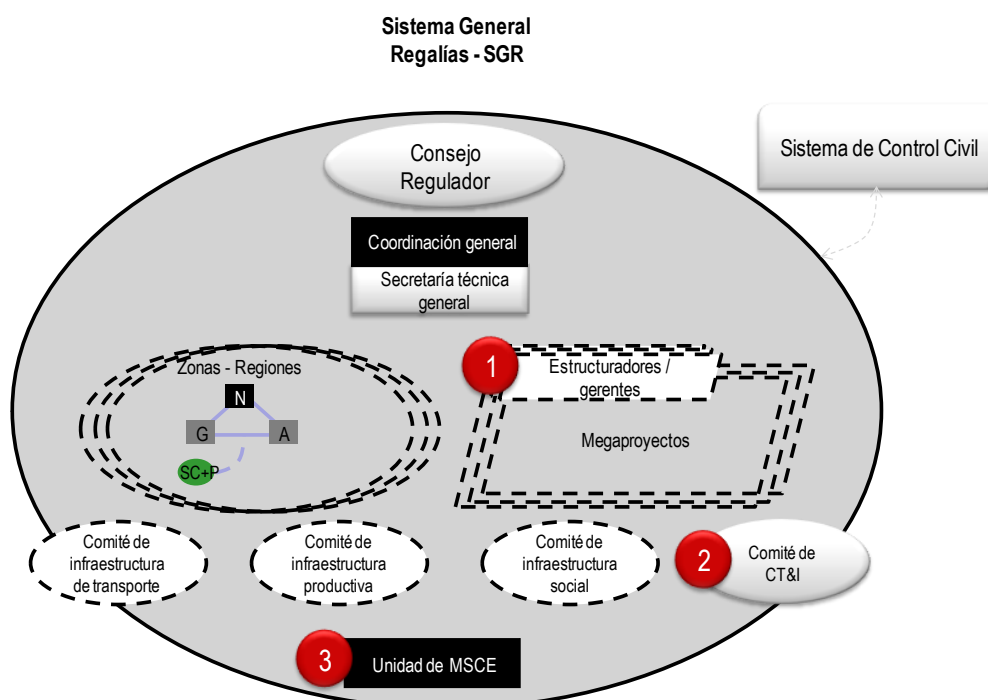 Sistema General
Regalías - SGR
Consejo
Regulador
Sistema de Control Civil
Coordinación general
Secretaría técnica
general
Zonas - Regiones
N
G
A
SC+P
1
Estructuradores /
gerentes
Megaproyectos
Comité de
infraestructura
de transporte
Comité de
infraestructura
productiva
Comité de
infraestructura
social
2
Comité de
CT&I
3
Unidad de MSCE